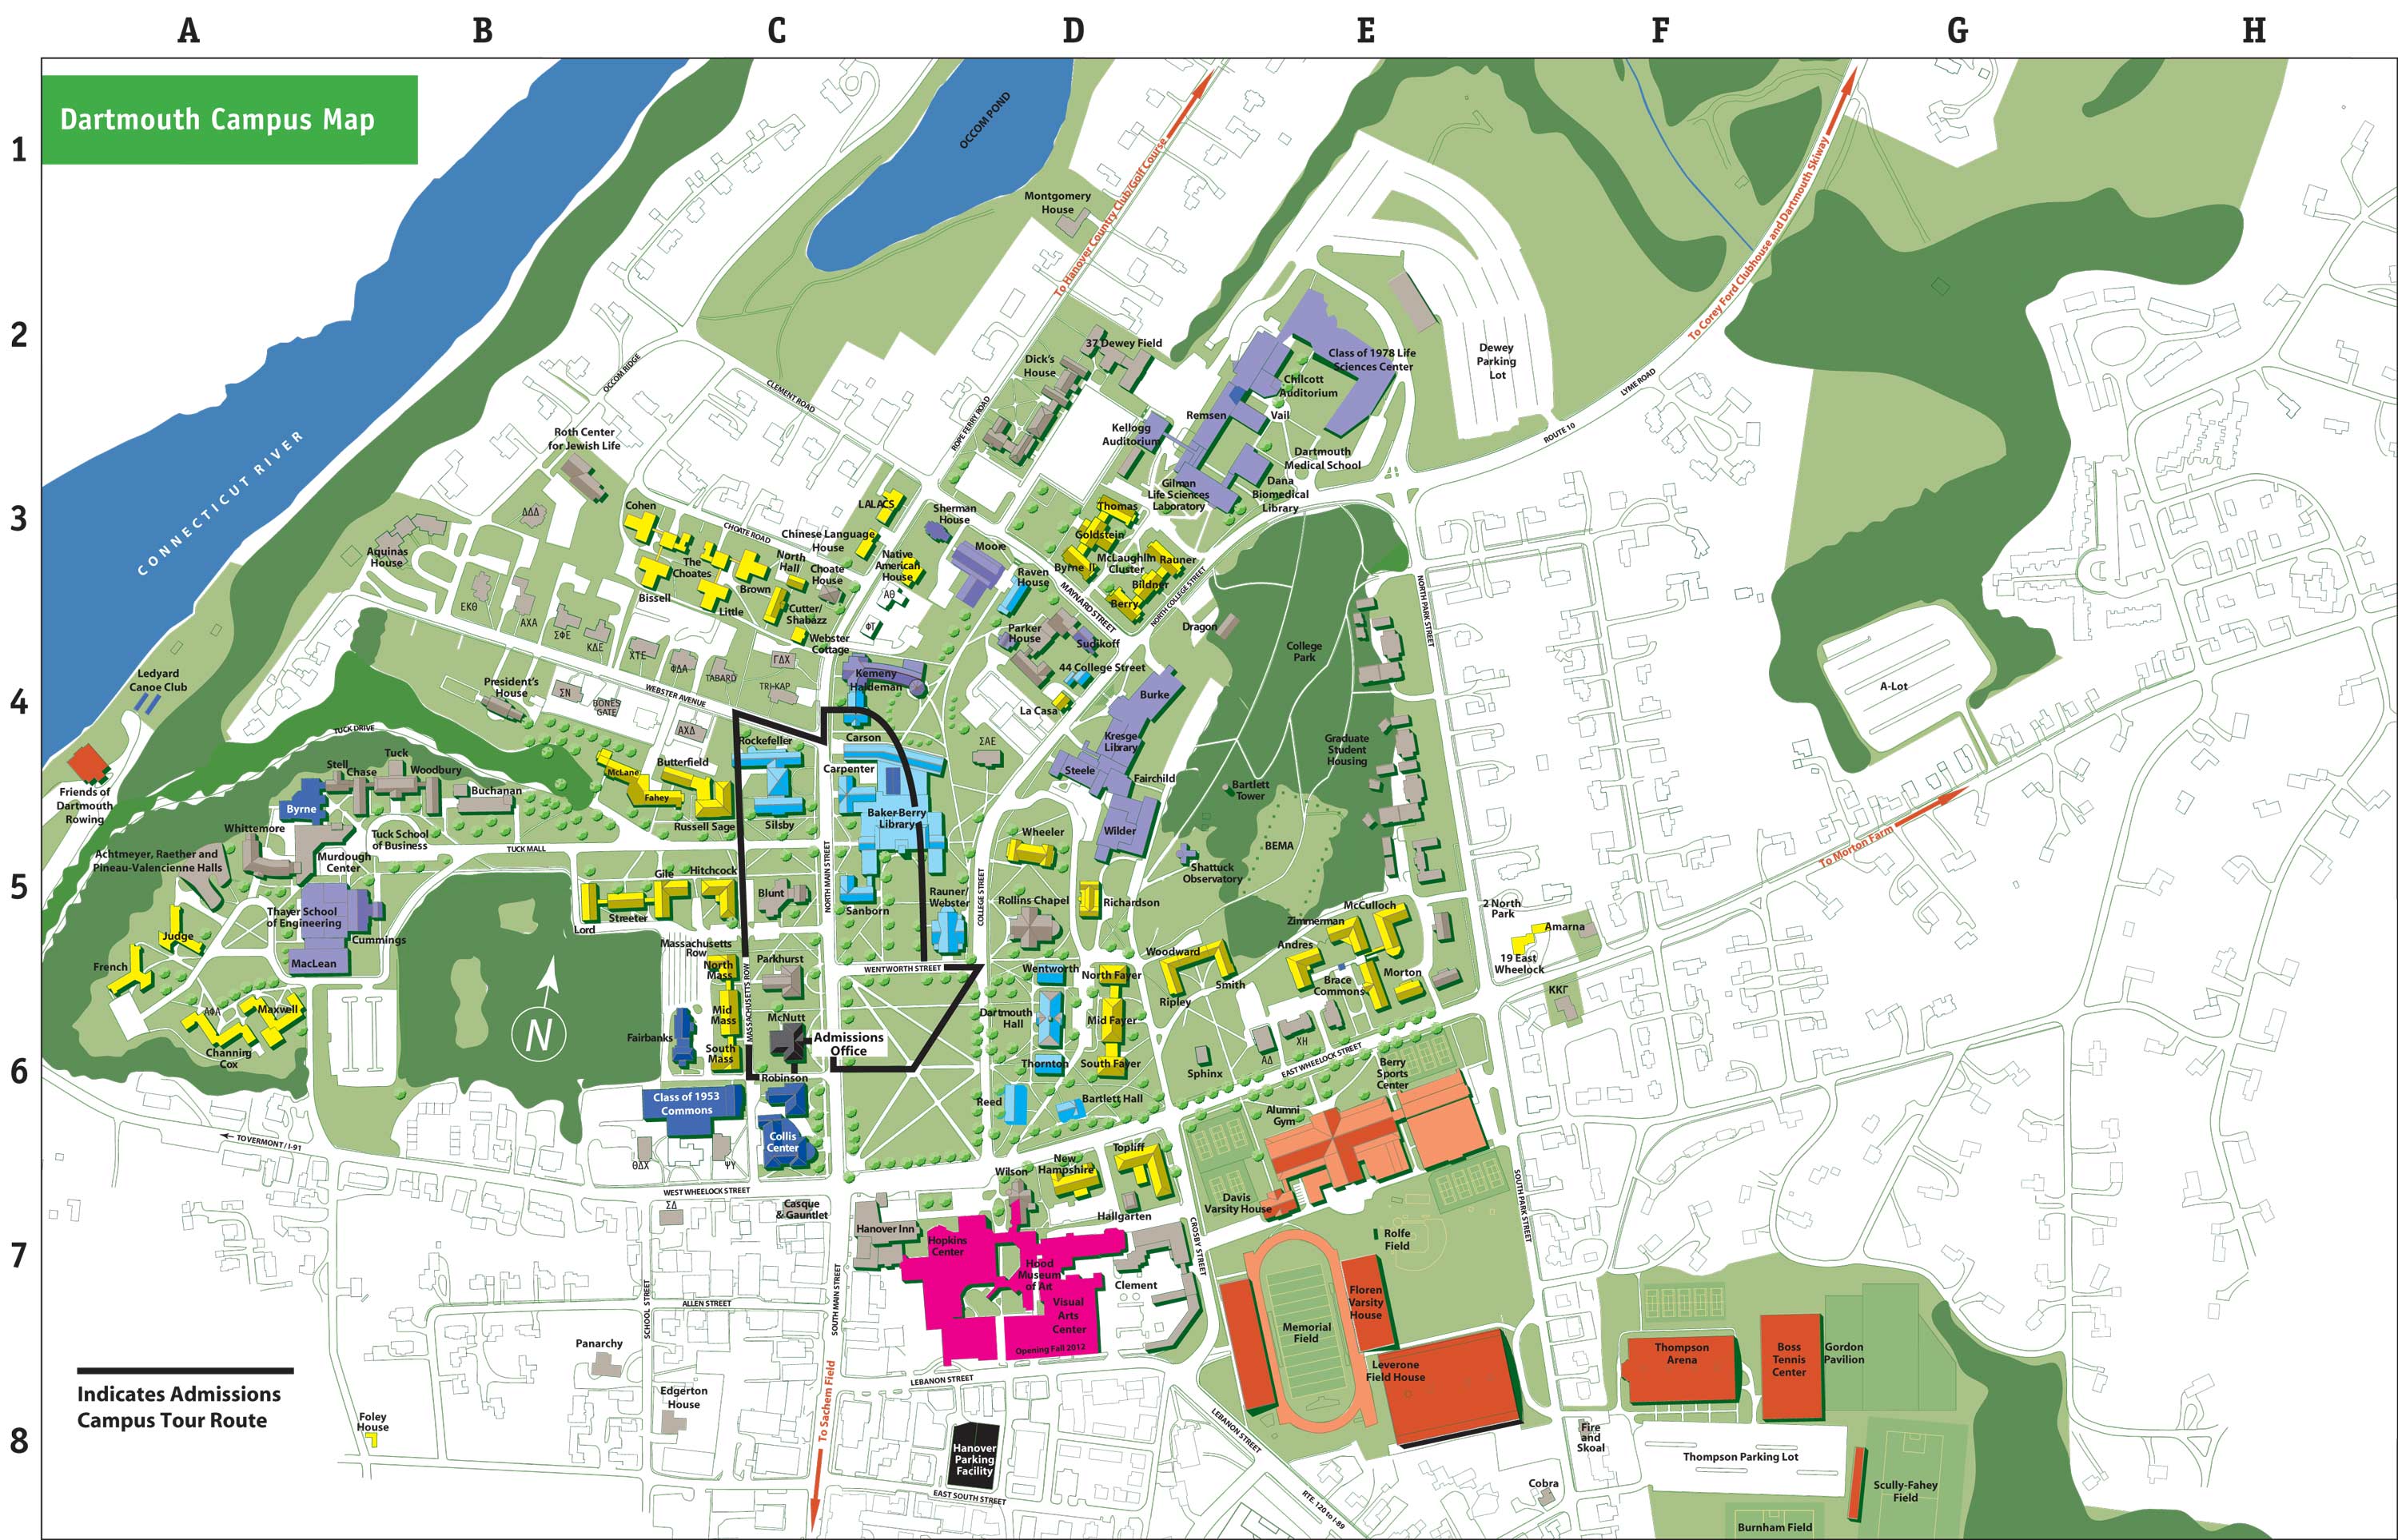 A
B
C
D
E
F
G
H
1
2
3
4
5
6
7
8
Dartmouth Campus Map
CONNECTICUT RIVER
OCCOM POND
Montgomery
House
To Hanover Country Club/Golf Course
To Corey Ford Clubhouse and Dartmouth Skiway
37 Dewey Field
Dick's
House
Class of 1978 Life
Sciences Center
Chilcott
Auditorium
Dewey
Parking
Lot
OCCOM RIDGE
CLEMENT ROAD
ROPE FERRY ROAD
LYME ROAD
ROUTE 10
Remsen
Vail
Kellogg
Auditorium
Dartmouth
Medical School
Gilman
Life Sciences
Laboratory
Dana
Biomedical
Library
Roth Center
for Jewish Life
ΔΔΔ
Cohen
LALACS
Sherman
House
CHOATE ROAD
Chinese Language
House
Thomas
Goldstein
Aquinas
House
The
Choates
North
Hall
Choate
House
Native
American
House
Moore
Raven
House
McLaughlin
Cluster
Byrne II
Rauner
Bildner
Berry
Bissell
Little
Brown
Cutter/
Shabazz
ΑΘ
ΦΤ
MAYNARD STREET
NORTH COLLEGE STREET
NORTH PARK STREET
ΕΚΘ
ΑΧΑ
ΣΦΕ
ΚΔΕ
ΧΤΕ
ΦΔΑ
TABARD
ΓΔΧ
TRI-KAP
Webster
Cottage
Parker
House
Sudikoff
Dragon
College
Park
44 College Street
Ledyard
Canoe Club
President's
House
ΣΝ
BONES
GATE
WEBSTER AVENUE
Kemeny
Haldeman
Burke
La Casa
A-Lot
ΑΧΔ
TUCK DRIVE
Rockefeller
Carson
ΣΑΕ
Kresge
Library
Graduate
Student
Housing
Friends of
Dartmouth
Rowing
Stell
Chase
Tuck
Woodbury
Buchanan
Byrne
McLane
Butterfield
Fahey
Carpenter
Steele
Fairchild
Bartlett
Tower
Russell Sage
Silsby
Baker-Berry
Library
Wheeler
Wilder
Whittemore
Tuck School
of Business
TUCK MALL
Achtmeyer, Raether and
Pineau-Valencienne Halls
Murdough
Center
BEMA
Shattuck
Observatory
To Morton Farm
NORTH MAIN STREET
COLLEGE STREET
Gile
Hitchcock
Blunt
Sanborn
Rauner/
Webster
Rollins Chapel
Richardson
Thayer School
of Engineering
Lord
Streeter
McCulloch
Zimmerman
2 North
Park
Amarna
Judge
Cummings
French
MacLean
Massachusetts
Row
North
Mass
Parkhurst
WENTWORTH STREET
Wentworth
North Fayer
Woodward
Andres
19 East
Wheelock
Ripley
Smith
Brace
Commons
Morton
ΚΚΓ
ΑΦΑ
Maxwell
N
Mid
Mass
MASSACHUSETTS ROW
McNutt
Dartmouth
Hall
Mid Fayer
Fairbanks
Admissions
Office
Channing
Cox
South
Mass
Thornton
South Fayer
Sphinx
ΑΔ
ΧΗ
EAST WHEELOCK STREET
Berry
Sports
Center
Robinson
Class of 1953
Commons
Reed
Bartlett Hall
Alumni
Gym
TO VERMONT / I-91
Collis
Center
ΘΔΧ
ΨΥ
Wilson
New
Hampshire
Topliff
WEST WHEELOCK STREET
ΣΔ
Casque
& Gauntlet
Davis
Varsity House
SOUTH PARK STREET
Hanover Inn
Hopkins
Center
Hallgarten
CROSBY STREET
Rolfe
Field
Hood
Museum
of Art
Clement
Visual
Arts
Center
Opening Fall 2012
Floren
Varsity
House
Memorial
Field
SCHOOL STREET
ALLEN STREET
SOUTH MAIN STREET
Panarchy
Leverone
Field House
Thompson
Arena
Boss
Tennis
Center
Gordon
Pavilion
Indicates Admissions
Campus Tour Route
LEBANON STREET
To Sachem Field
Edgerton
House
Foley
House
LEBANON STREET
Hanover
Parking
Facility
Fire
and
Skoal
Thompson Parking Lot
EAST SOUTH STREET
RTE. 120 to I-89
Cobra
Scully-Fahey
Field
Burnham Field